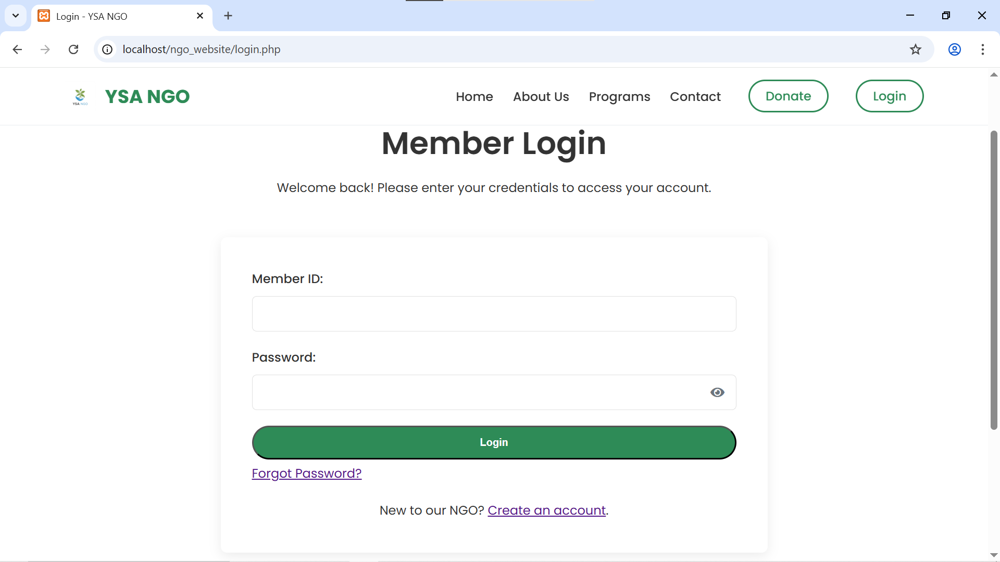 Login - YSA NGO
localhost/ngo_website/login.php
YSA NGO
YSA NGO
Home
About Us
Programs
Contact
Donate
Login
Member Login
Welcome back! Please enter your credentials to access your account.
Member ID:
Password:
Login
Forgot Password?
New to our NGO? Create an account.